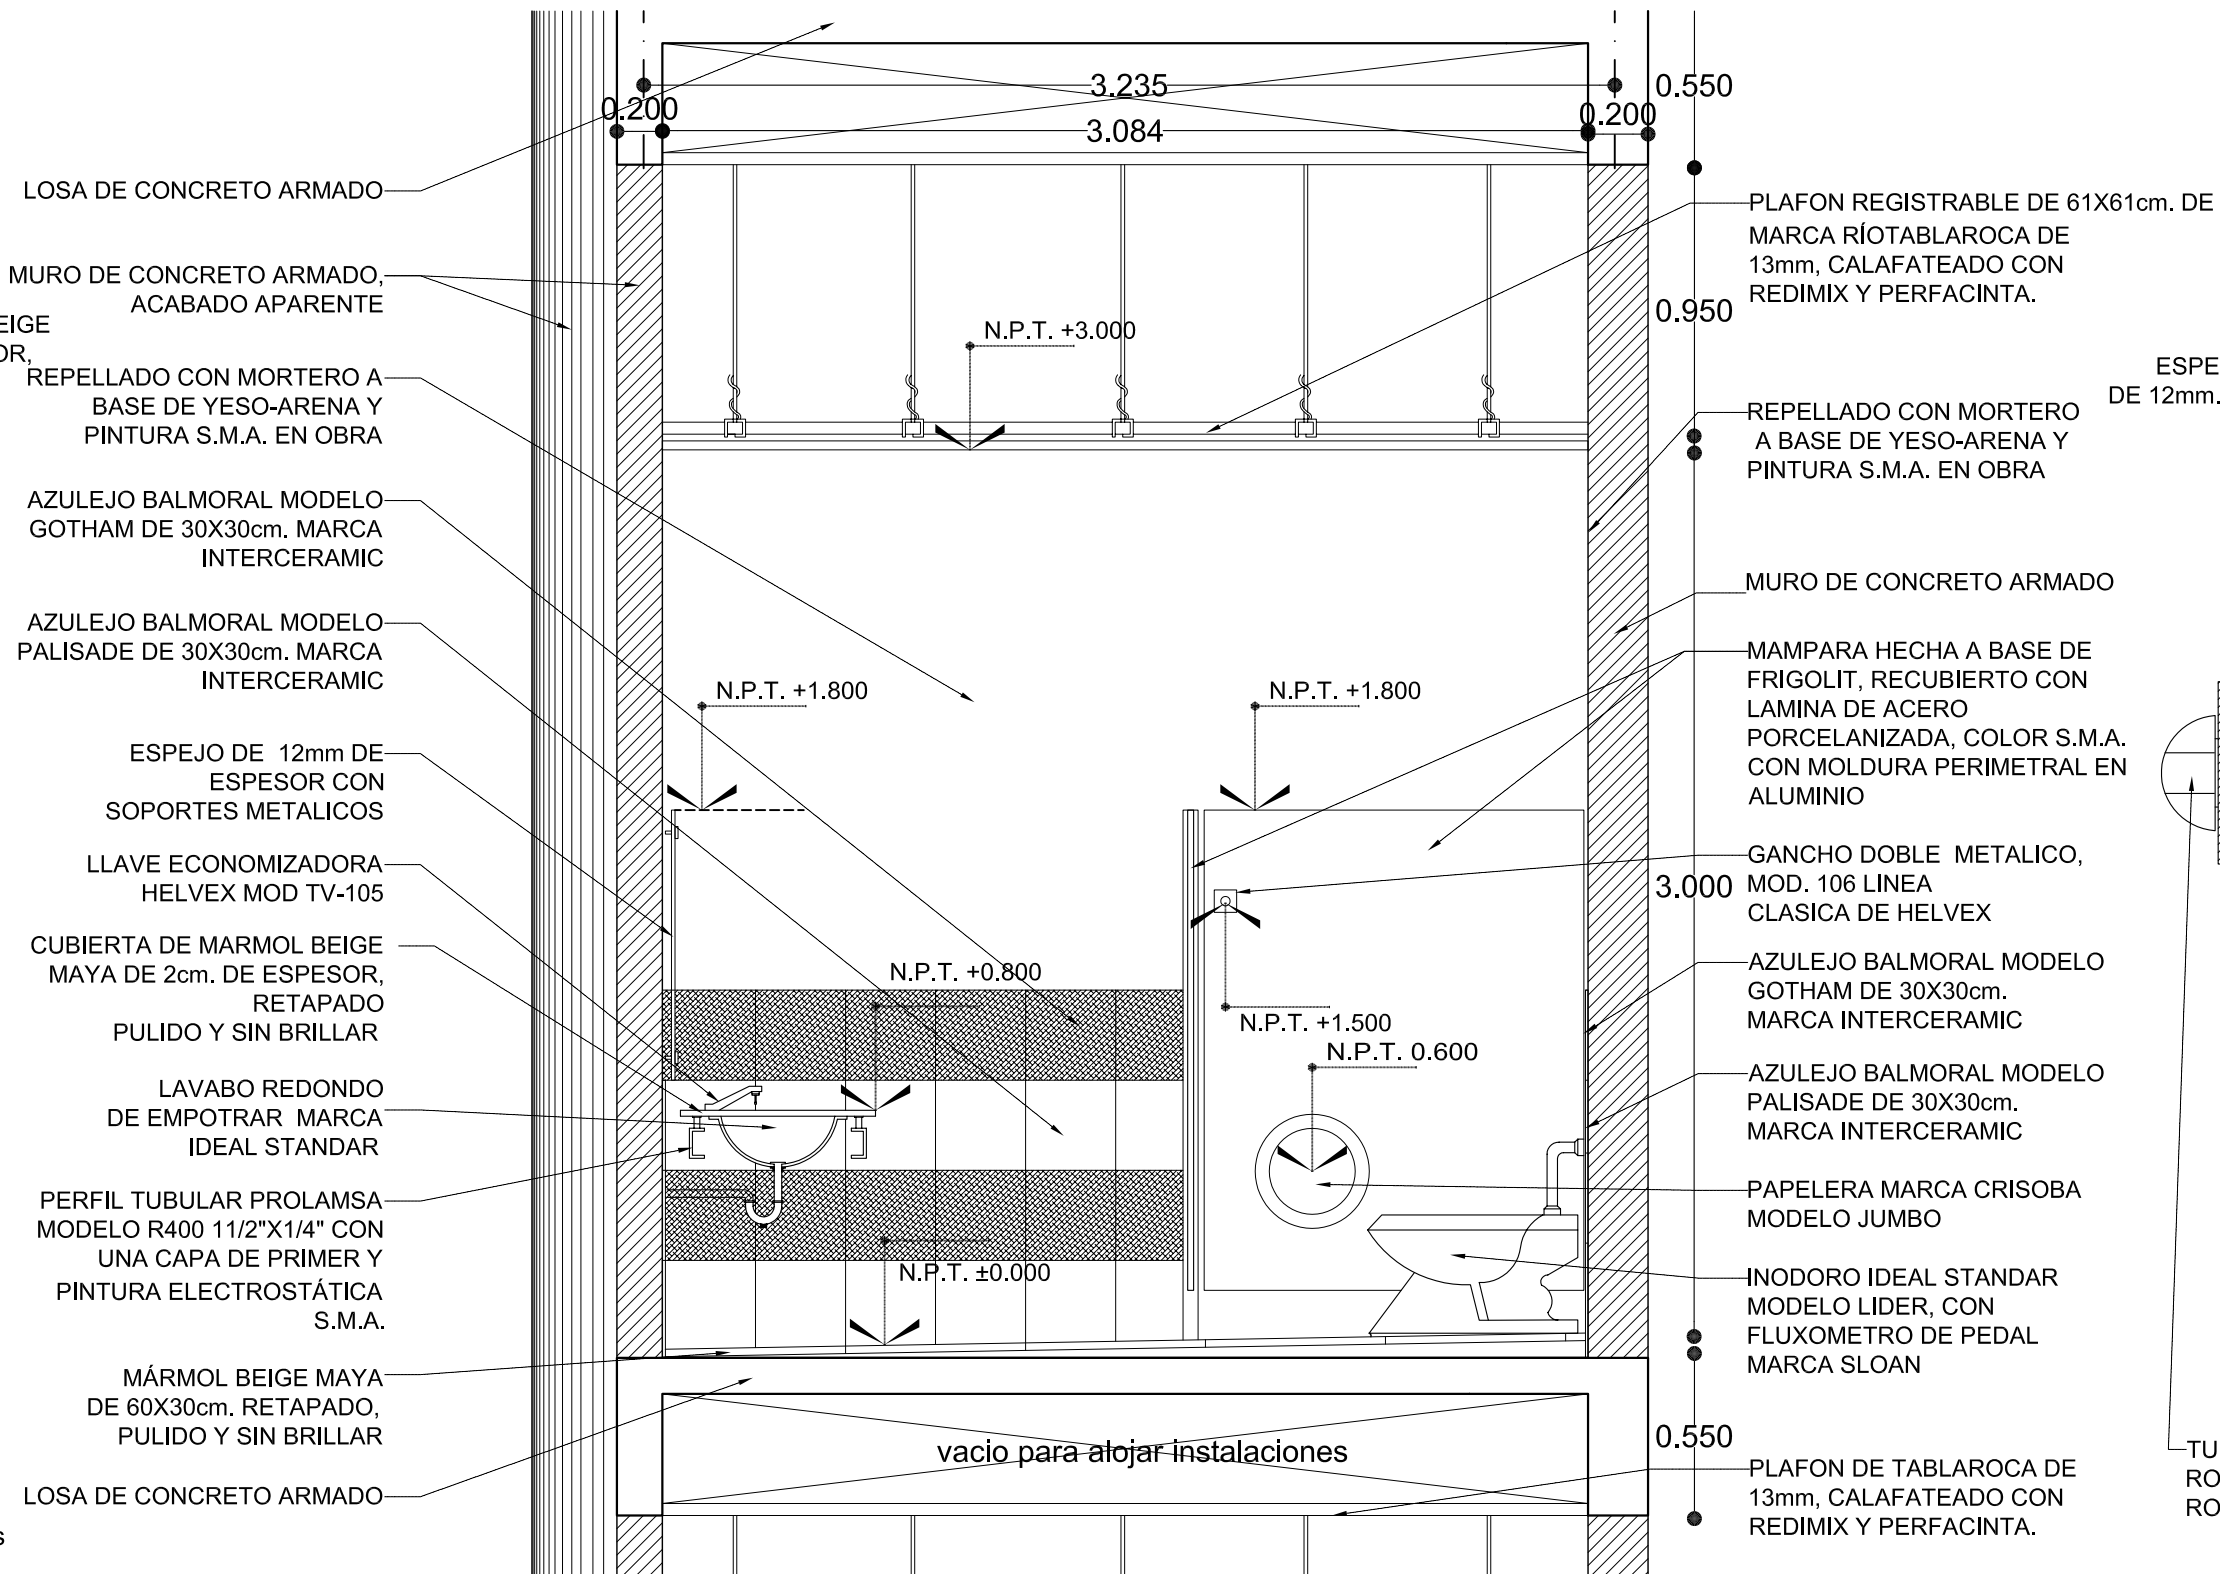 3.235
0.200
3.084
0.200
0.550
0.950
3.000
0.550
LOSA DE CONCRETO ARMADO
MURO DE CONCRETO ARMADO,
ACABADO APARENTE
EIGE
OR,
REPELLADO CON MORTERO A
BASE DE YESO-ARENA Y
PINTURA S.M.A. EN OBRA
AZULEJO BALMORAL MODELO
GOTHAM DE 30X30cm. MARCA
INTERCERAMIC
AZULEJO BALMORAL MODELO
PALISADE DE 30X30cm. MARCA
INTERCERAMIC
ESPEJO DE 12mm DE
ESPESOR CON
SOPORTES METALICOS
LLAVE ECONOMIZADORA
HELVEX MOD TV-105
CUBIERTA DE MARMOL BEIGE
MAYA DE 2cm. DE ESPESOR,
RETAPADO
PULIDO Y SIN BRILLAR
LAVABO REDONDO
DE EMPOTRAR MARCA
IDEAL STANDAR
PERFIL TUBULAR PROLAMSA
MODELO R400 11/2"X1/4" CON
UNA CAPA DE PRIMER Y
PINTURA ELECTROSTÁTICA
S.M.A.
MÁRMOL BEIGE MAYA
DE 60X30cm. RETAPADO,
PULIDO Y SIN BRILLAR
LOSA DE CONCRETO ARMADO
s
N.P.T. +3.000
N.P.T. +1.800
N.P.T. +1.800
N.P.T. +0.800
N.P.T. +1.500
N.P.T. 0.600
N.P.T. ±0.000
vacio para alojar instalaciones
PLAFON REGISTRABLE DE 61X61cm. DE
MARCA RÍOTABLAROCA DE
13mm, CALAFATEADO CON
REDIMIX Y PERFACINTA.
REPELLADO CON MORTERO
A BASE DE YESO-ARENA Y
PINTURA S.M.A. EN OBRA
MURO DE CONCRETO ARMADO
MAMPARA HECHA A BASE DE
FRIGOLIT, RECUBIERTO CON
LAMINA DE ACERO
PORCELANIZADA, COLOR S.M.A.
CON MOLDURA PERIMETRAL EN
ALUMINIO
GANCHO DOBLE METALICO,
MOD. 106 LINEA
CLASICA DE HELVEX
AZULEJO BALMORAL MODELO
GOTHAM DE 30X30cm.
MARCA INTERCERAMIC
AZULEJO BALMORAL MODELO
PALISADE DE 30X30cm.
MARCA INTERCERAMIC
PAPELERA MARCA CRISOBA
MODELO JUMBO
INODORO IDEAL STANDAR
MODELO LIDER, CON
FLUXOMETRO DE PEDAL
MARCA SLOAN
PLAFON DE TABLAROCA DE
13mm, CALAFATEADO CON
REDIMIX Y PERFACINTA.
ESPE
DE 12mm.
TU
RO
RO